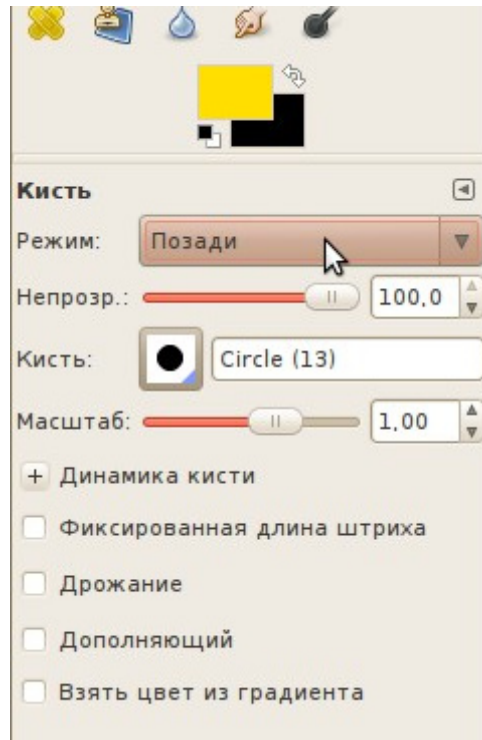 Кисть
Режим: Позади
Непрозр.: 100,0
Кисть: Circle (13)
Масштаб: 1,00
Динамика кисти
Фиксированная длина штриха
Дрожание
Дополняющий
Взять цвет из градиента